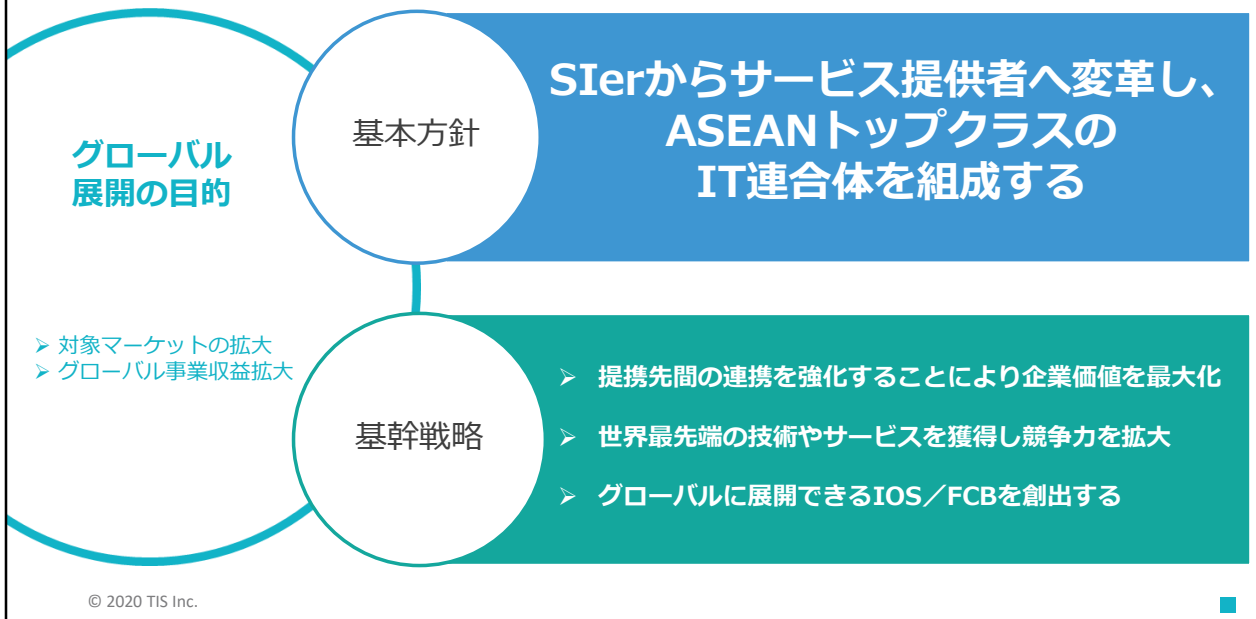 グローバル
展開の目的
➢ 対象マーケットの拡大
➢ グローバル事業収益拡大
基本方針
SIerからサービス提供者へ変革し、
ASEANトップクラスの
IT連合体を組成する
基幹戦略
➢ 提携先間の連携を強化することにより企業価値を最大化
➢ 世界最先端の技術やサービスを獲得し競争力を拡大
➢ グローバルに展開できるIOS／FCBを創出する
© 2020 TIS Inc.